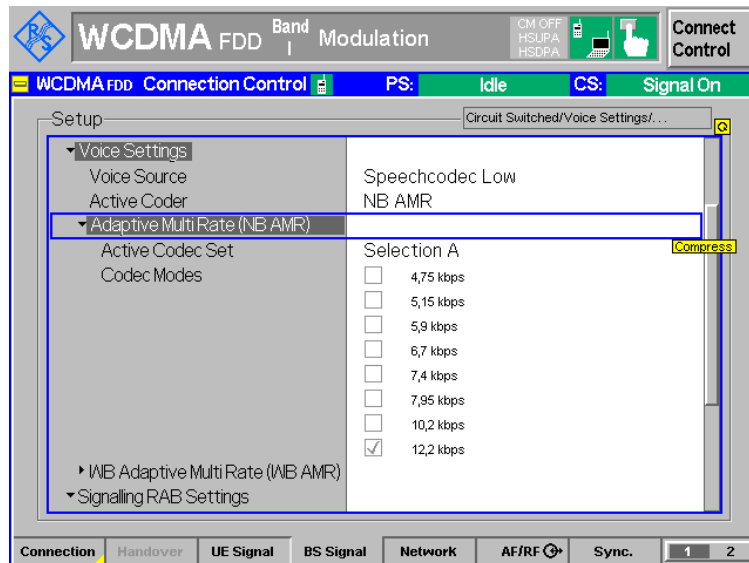 R&S WCDMA FDD Band I Modulation CM OFF HSUPA HSDPA Connect Control
WCDMA FDD Connection Control PS: Idle CS: Signal On
Setup Circuit Switched/Voice Settings/...
Voice Settings
Voice Source Speechcodec Low
Active Coder NB AMR
Adaptive Multi Rate (NB AMR)
Compress
Active Codec Set Selection A
Codec Modes 4,75 kbps
5,15 kbps
5,9 kbps
6,7 kbps
7,4 kbps
7,95 kbps
10,2 kbps
12,2 kbps
WB Adaptive Multi Rate (WB AMR)
Signalling RAB Settings
Connection Handover UE Signal BS Signal Network AF/RF Sync. 1 2